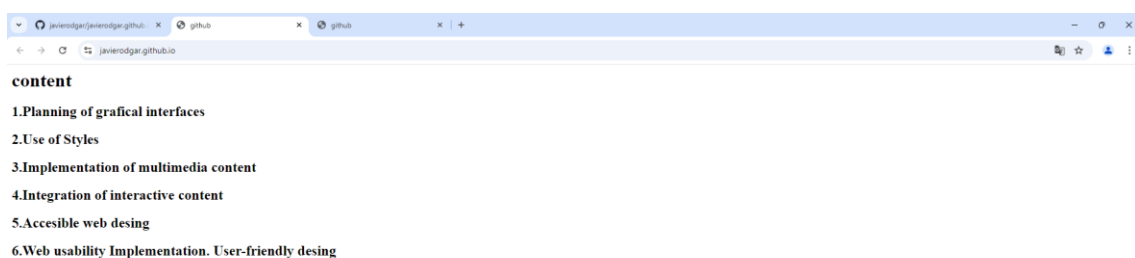 javierodgar/javierodgar.github.
github
github
javierodgar.github.io
content
1.Planning of grafical interfaces
2.Use of Styles
3.Implementation of multimedia content
4.Integration of interactive content
5.Accesible web desing
6.Web usability Implementation. User-friendly desing